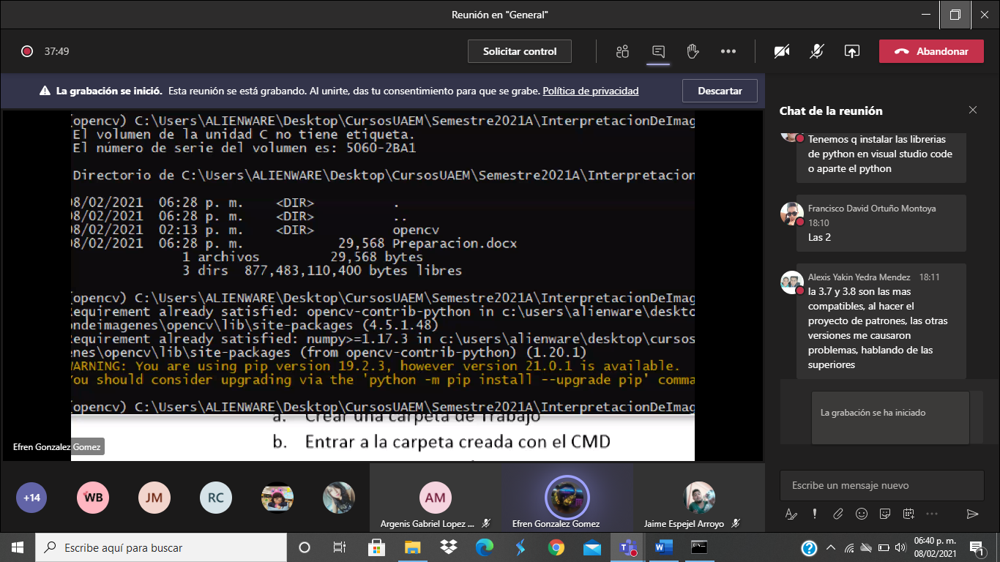 Reunión en "General"
37:49
Solicitar control
Abandonar
La grabación se inició. Esta reunión se está grabando. Al unirte, das tu consentimiento para que se grabe. Política de privacidad
Descartar
(opencv) C:\Users\ALIENWARE\Desktop\CursosUAEM\Semestre2021A\InterpretacionDeImag
El volumen de la unidad C no tiene etiqueta.
El número de serie del volumen es: 5060-2BA1
Directorio de C:\Users\ALIENWARE\Desktop\CursosUAEM\Semestre2021A\Interpretacion
08/02/2021 06:28 p. m. <DIR> .
08/02/2021 06:28 p. m. <DIR> ..
08/02/2021 02:13 p. m. <DIR> opencv
08/02/2021 06:28 p. m. 29,568 Preparacion.docx
1 archivos 29,568 bytes
3 dirs 877,483,110,400 bytes libres
(opencv) C:\Users\ALIENWARE\Desktop\CursosUAEM\Semestre2021A\InterpretacionDeImag
Requirement already satisfied: opencv-contrib-python in c:\users\alienware\deskto
ondeimagenes\opencv\lib\site-packages (4.5.1.48)
Requirement already satisfied: numpy>=1.17.3 in c:\users\alienware\desktop\cursos
enes\opencv\lib\site-packages (from opencv-contrib-python) (1.20.1)
WARNING: You are using pip version 19.2.3, however version 21.0.1 is available.
You should consider upgrading via the 'python -m pip install --upgrade pip' comma
(opencv) C:\Users\ALIENWARE\Desktop\CursosUAEM\Semestre2021A\InterpretacionDeImag
a. Crear una carpeta de Trabajo
b. Entrar a la carpeta creada con el CMD
Efren Gonzalez Gomez
+14
WB
JM
RC
AM
Argenis Gabriel Lopez ...
Efren Gonzalez Gomez
Jaime Espejel Arroyo
Chat de la reunión
Tenemos q instalar las librerias
de python en visual studio code
o aparte el python
Francisco David Ortuño Montoya
18:10
Las 2
Alexis Yakin Yedra Mendez 18:11
la 3.7 y 3.8 son las mas
compatibles, al hacer el
proyecto de patrones, las otras
versiones me causaron
problemas, hablando de las
superiores
La grabación se ha iniciado
Escribe un mensaje nuevo
Escribe aquí para buscar
06:40 p. m.
08/02/2021
1